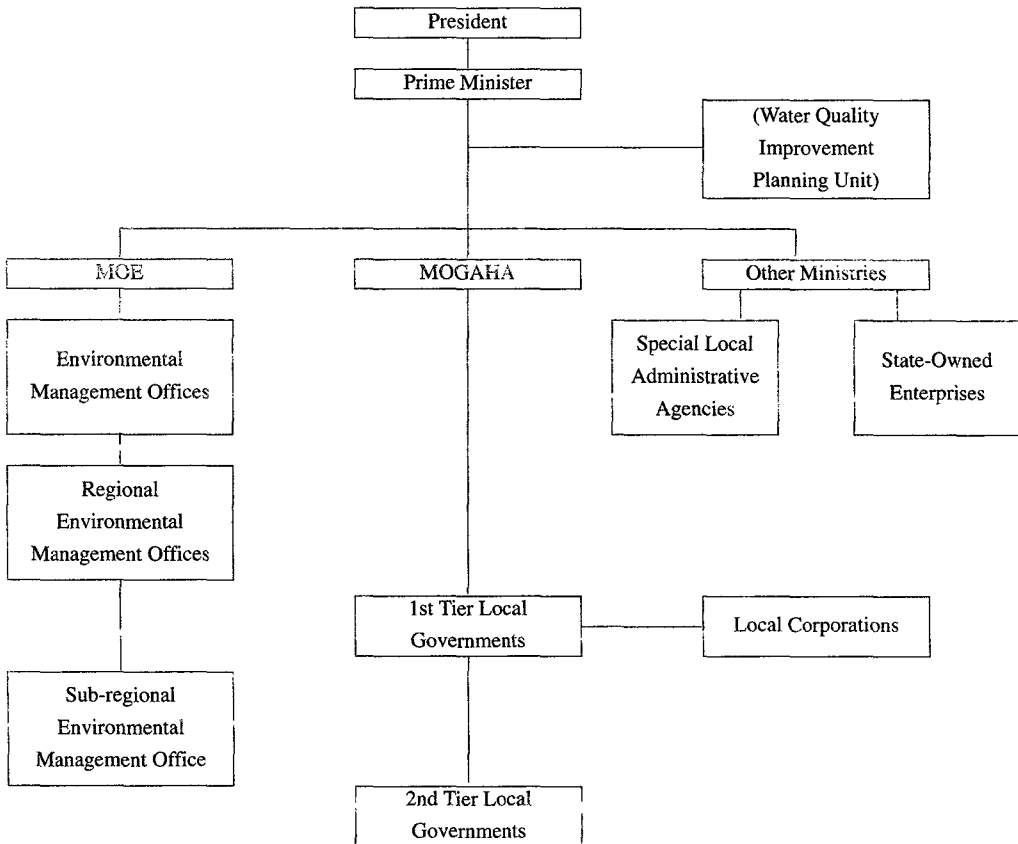 President
Prime Minister
(Water Quality
Improvement
Planning Unit)
MOE
MOGAHA
Other Ministries
Environmental
Management Offices
Special Local
Administrative
Agencies
State-Owned
Enterprises
Regional
Environmental
Management Offices
1st Tier Local
Governments
Local Corporations
Sub-regional
Environmental
Management Office
2nd Tier Local
Governments